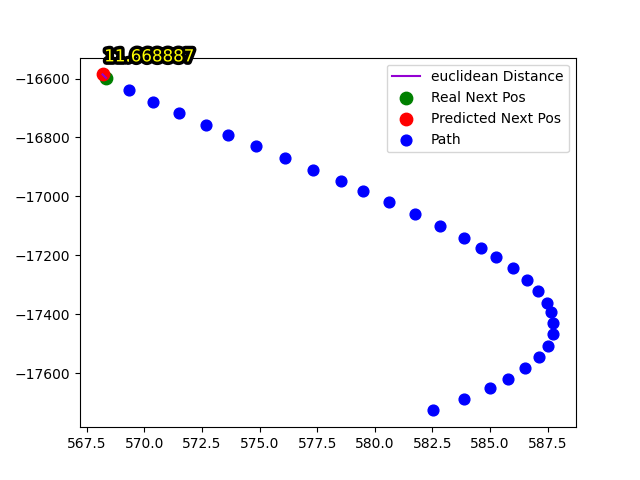 11.668887
euclidean Distance
Real Next Pos
Predicted Next Pos
Path
−16600
−16800
−17000
−17200
−17400
−17600
567.5 570.0 572.5 575.0 577.5 580.0 582.5 585.0 587.5